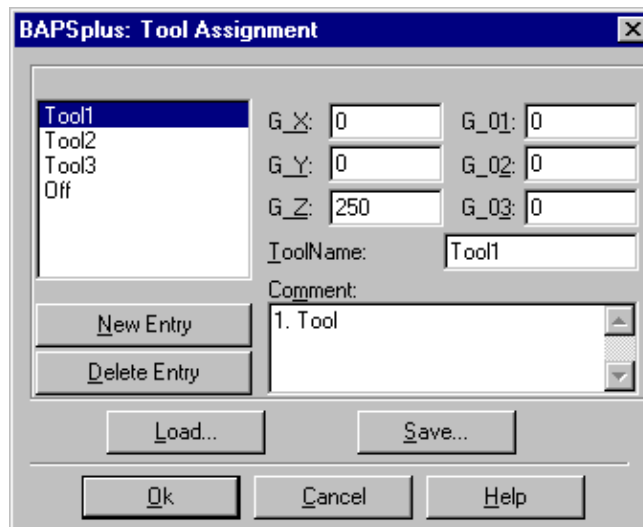 BAPSplus: Tool Assignment
Tool1
Tool2
Tool3
Off
G_X: 0
G_01: 0
G_Y: 0
G_02: 0
G_Z: 250
G_03: 0
ToolName: Tool1
Comment:
1. Tool
New Entry
Delete Entry
Load...
Save...
Ok
Cancel
Help